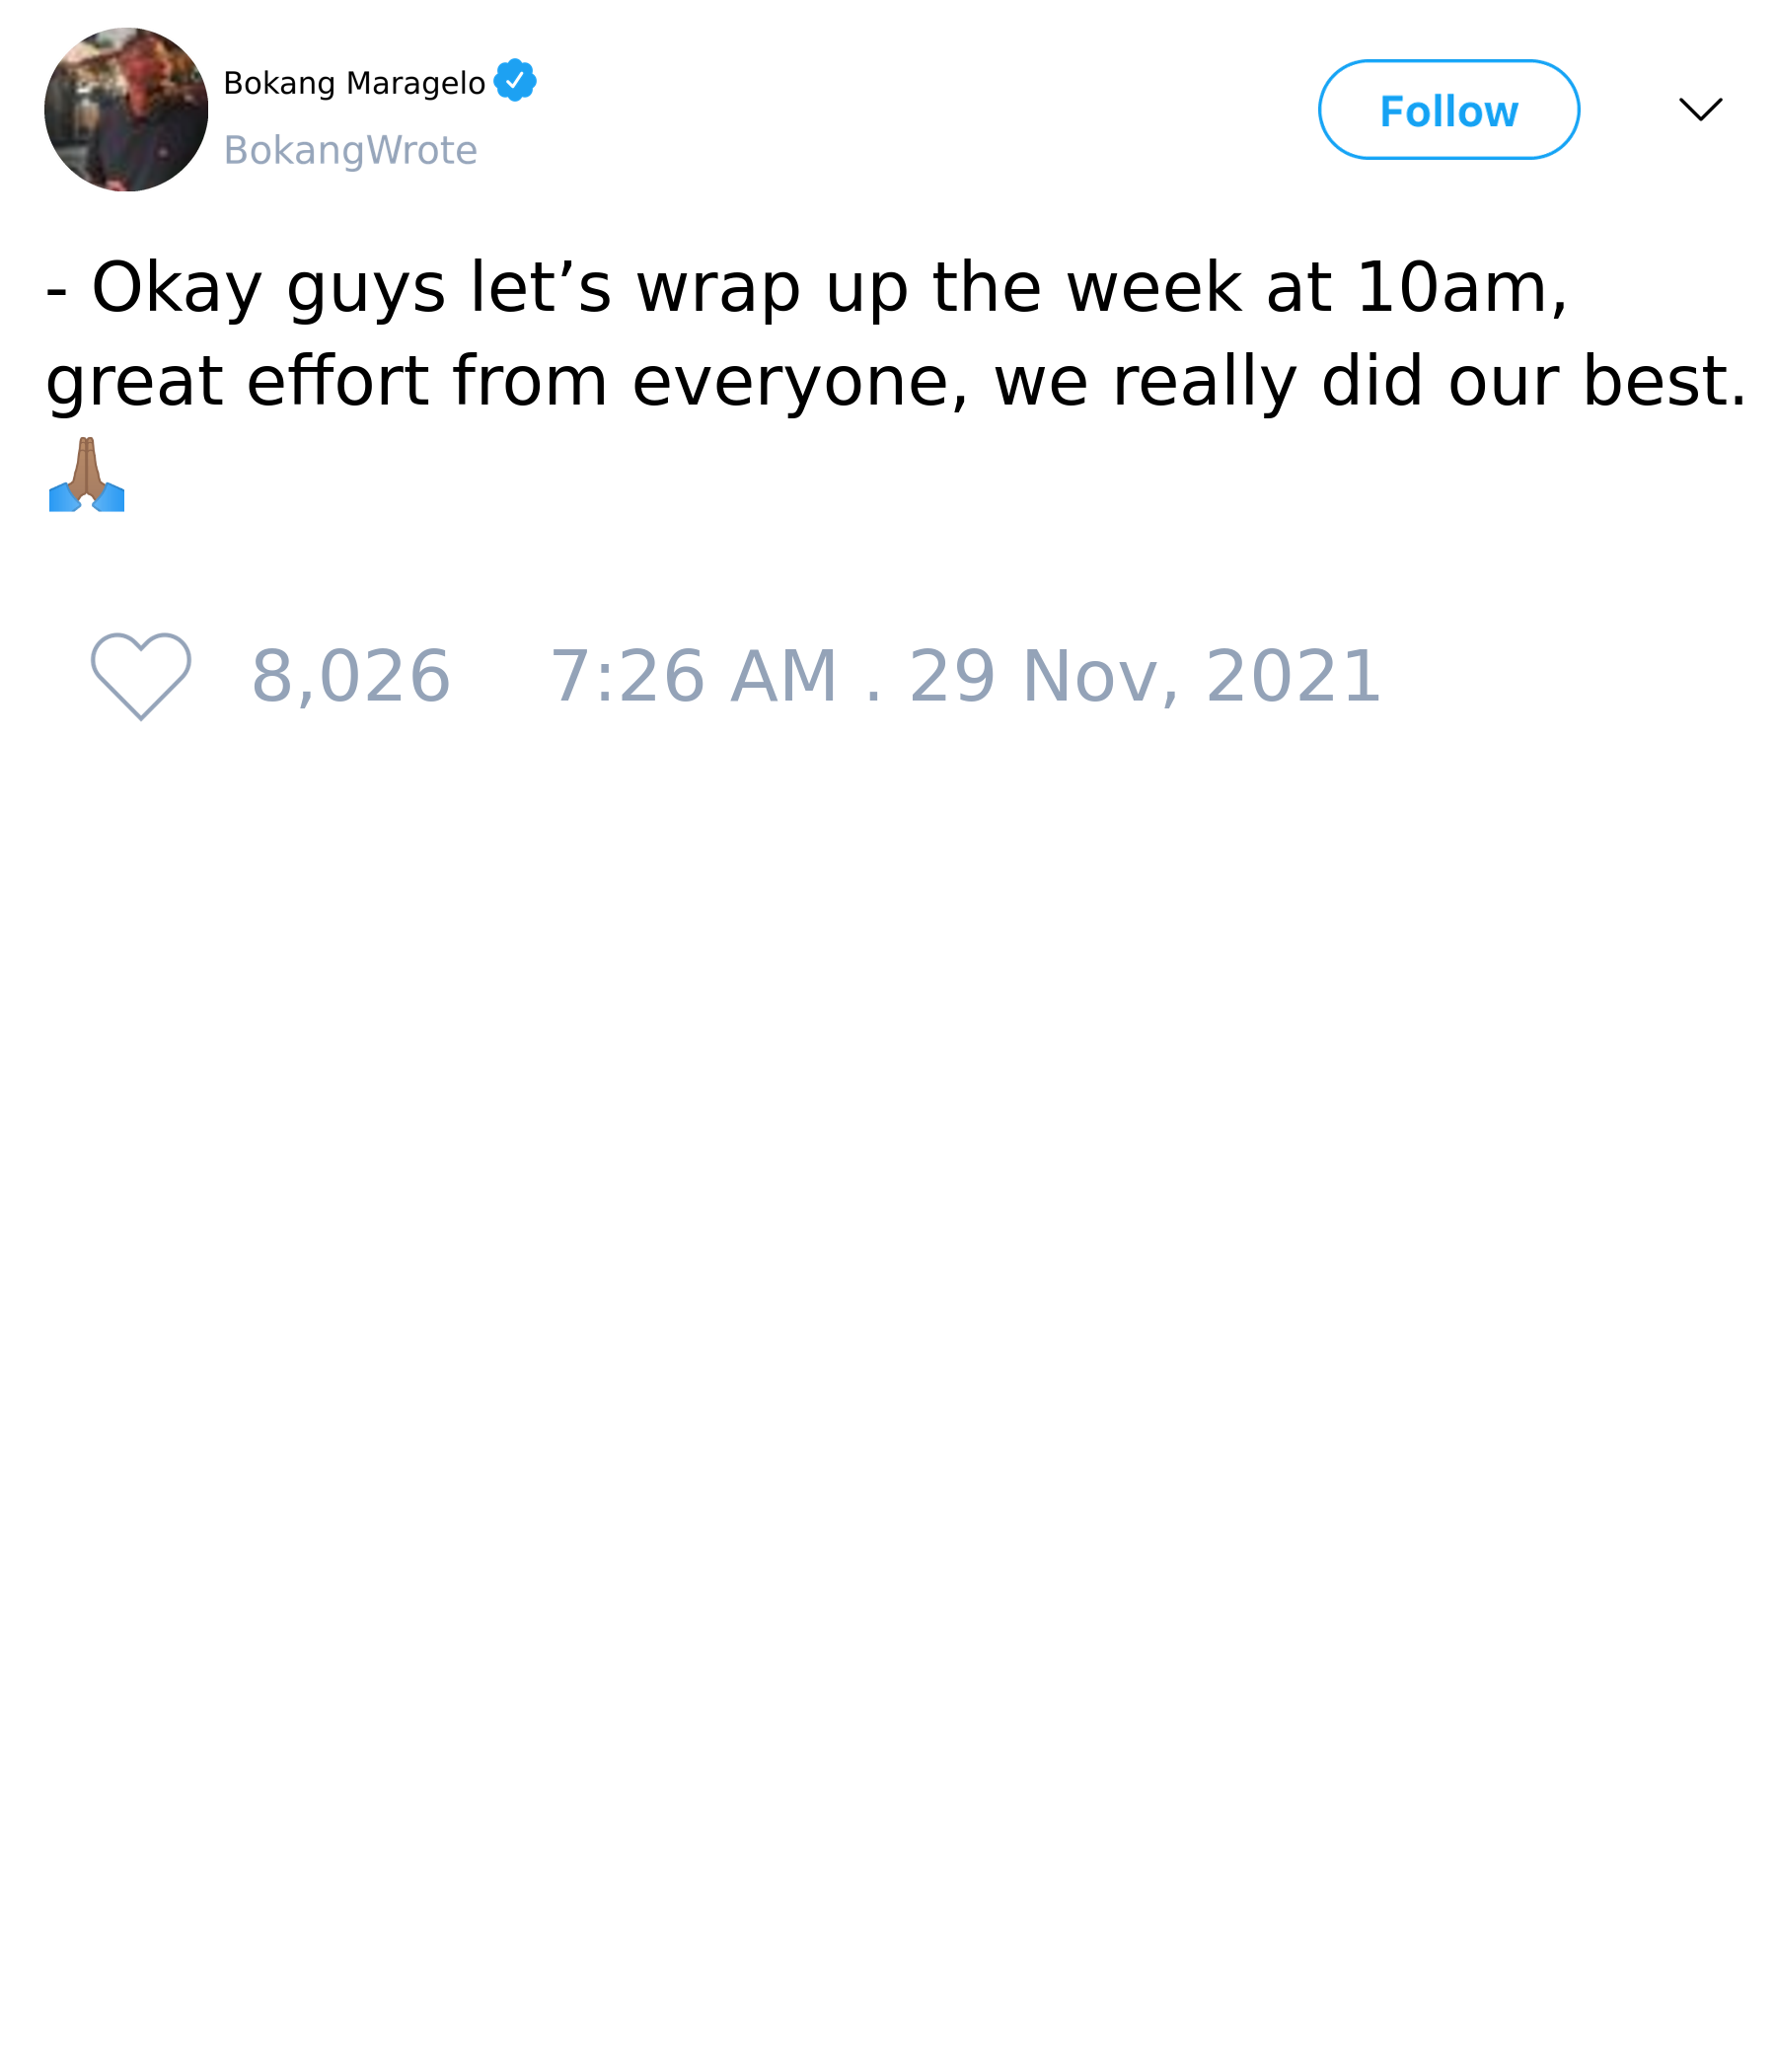 Bokang Maragelo
BokangWrote
Follow
- Okay guys let’s wrap up the week at 10am,
great effort from everyone, we really did our best.
🙏🏽
8,026 7:26 AM . 29 Nov, 2021